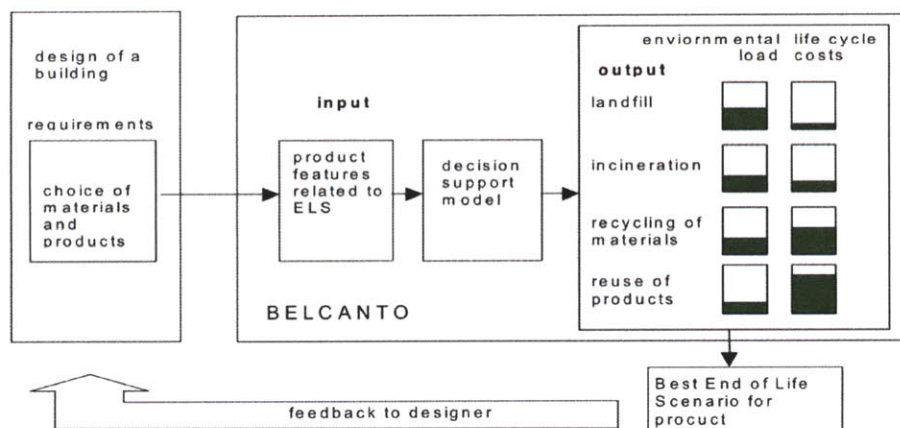 design of a
building
requirements
choice of
materials
and
products
input
product
features
related to
ELS
decision
support
model
BELCANTO
enviornmental
load
life cycle
costs
output
landfill
incineration
recycling of
materials
reuse of
products
Best End of Life
Scenario for
procuct
feedback to designer